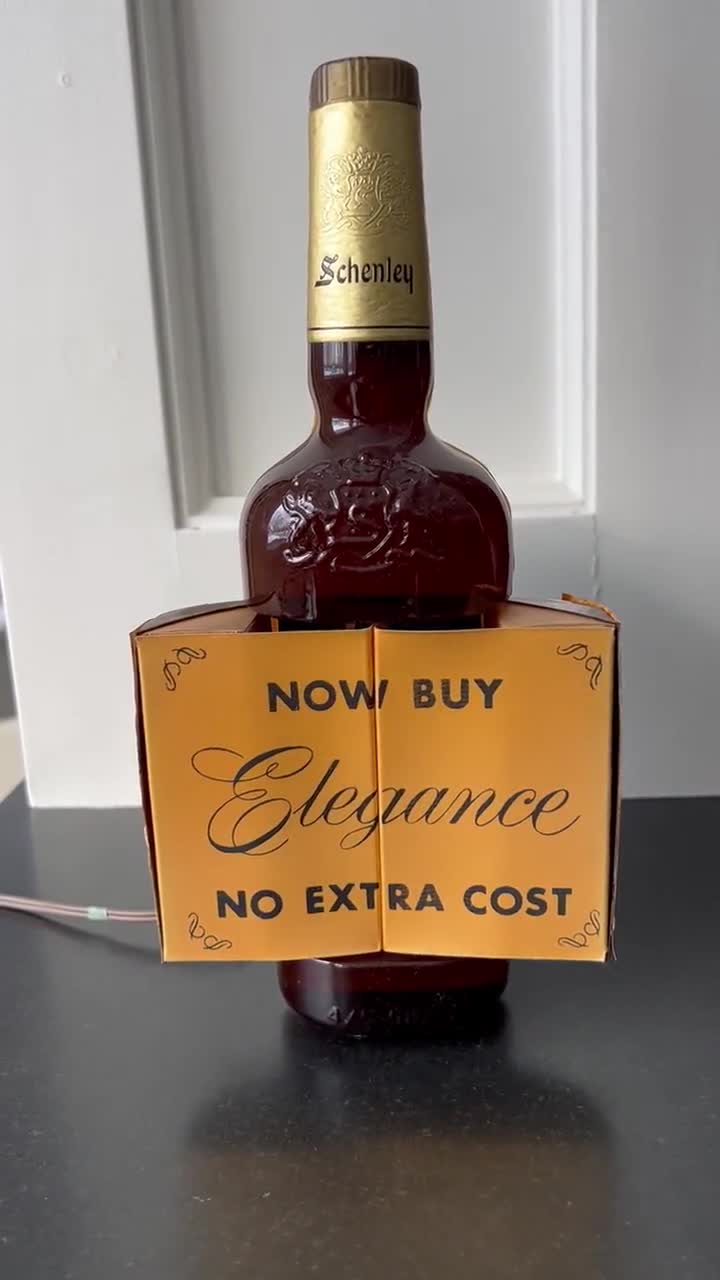 Schenley
NOW BUY
Elegance
NO EXTRA COST